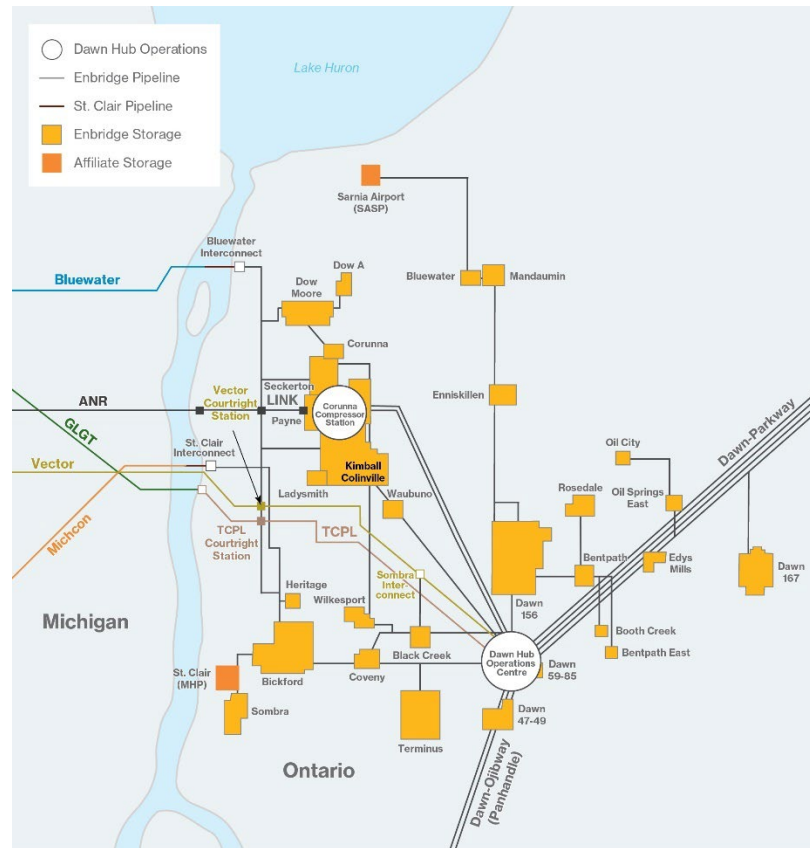 Dawn Hub Operations
Enbridge Pipeline
St. Clair Pipeline
Enbridge Storage
Affiliate Storage
Lake Huron
Sarnia Airport
(SASP)
Bluewater
Interconnect
Dow A
Bluewater
Mandaumin
Bluewater
Dow
Moore
Corunna
Vector
Courtright
Station
Seckerton
LINK
ANR
Payne
Corunna
Compressor
Station
Enniskillen
GLGT
St. Clair
Interconnect
Oil City
Dawn-Parkway
Vector
Kimball
Colinville
Ladysmith
Waubuno
Rosedale
Oil Springs
East
Michcon
TCPL
Courtright
Station
TCPL
Sombra
Inter-
connect
Bentpath
Edys
Mills
Dawn
167
Heritage
Wilkesport
Dawn
156
Michigan
Booth Creek
Black Creek
Bentpath East
St. Clair
(MHP)
Bickford
Coveny
Dawn Hub
Operations
Centre
Dawn
59-85
Sombra
Terminus
Dawn
47-49
Ontario
Dawn-Ojibway
(Panhandle)